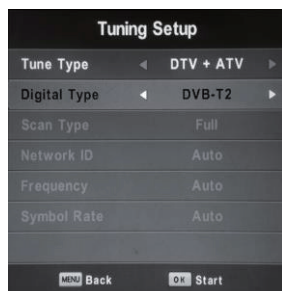 Tuning Setup
Tune Type DTV + ATV
Digital Type DVB-T2
Scan Type Full
Network ID Auto
Frequency Auto
Symbol Rate Auto
MENU Back OK Start